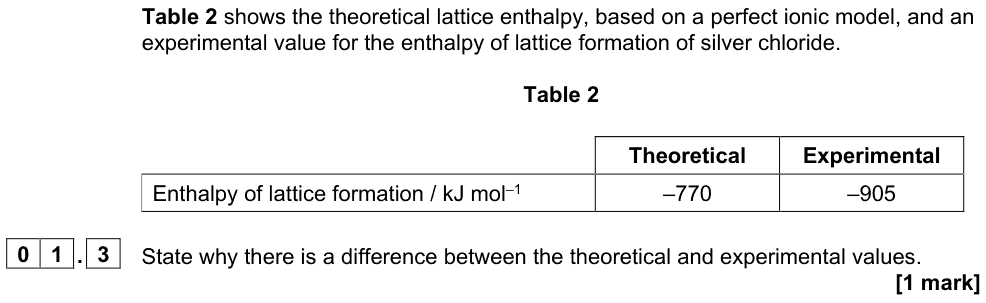 Table 2 shows the theoretical lattice enthalpy, based on a perfect ionic model, and an
experimental value for the enthalpy of lattice formation of silver chloride.
Table 2
Theoretical Experimental
Enthalpy of lattice formation / kJ mol⁻¹ –770 –905
0 1 . 3 State why there is a difference between the theoretical and experimental values.
[1 mark]